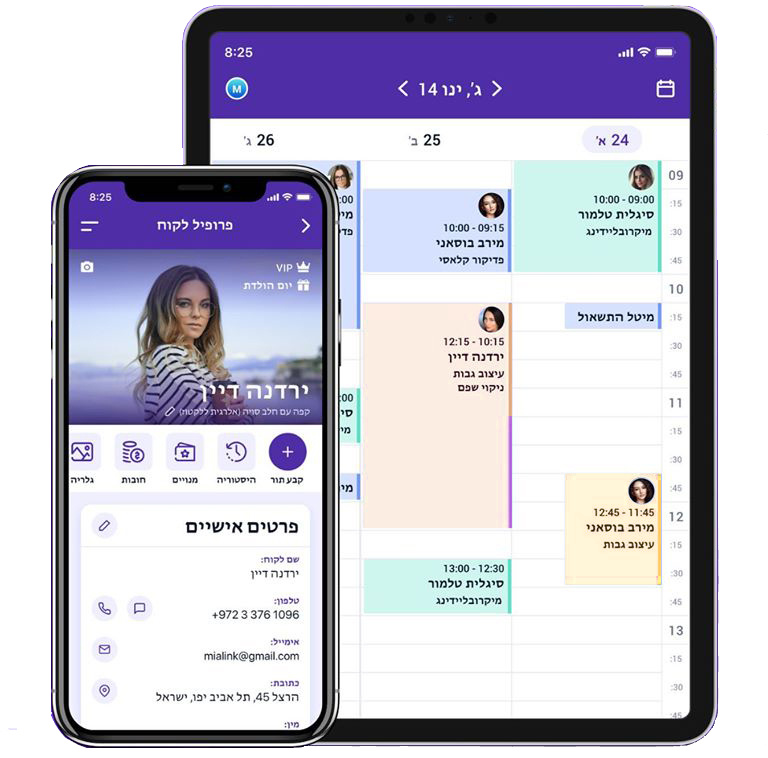 8:25
M
ג׳, ינו 14
24 א׳
25 ב׳
26 ג׳
09
:15
:30
:45
10
:15
:30
:45
11
:15
:30
:45
12
:15
:30
:45
13
:15
:30
:45
09:00 - 10:00
סיגלית טלמור
מיקרובליידינג
מיטל התשאול
11:45 - 12:45
מירב בוסאני
עיצוב גבות
09:15 - 10:00
מירב בוסאני
פדיקור קלאסי
10:15 - 12:15
ירדנה דיין
עיצוב גבות
ניקוי שפם
12:30 - 13:00
סיגלית טלמור
מיקרובליידינג
8:25
פרופיל לקוח
VIP
יום הולדת
ירדנה דיין
קפה עם חלב סויה (אלרגית ללקטוז)
קבע תור
היסטוריה
מנויים
חובות
גלריה
פרטים אישיים
שם לקוח:
ירדנה דיין
טלפון:
+972 3 376 1096
אימייל:
mialink@gmail.com
כתובת:
הרצל 45, תל אביב יפו, ישראל
מין: